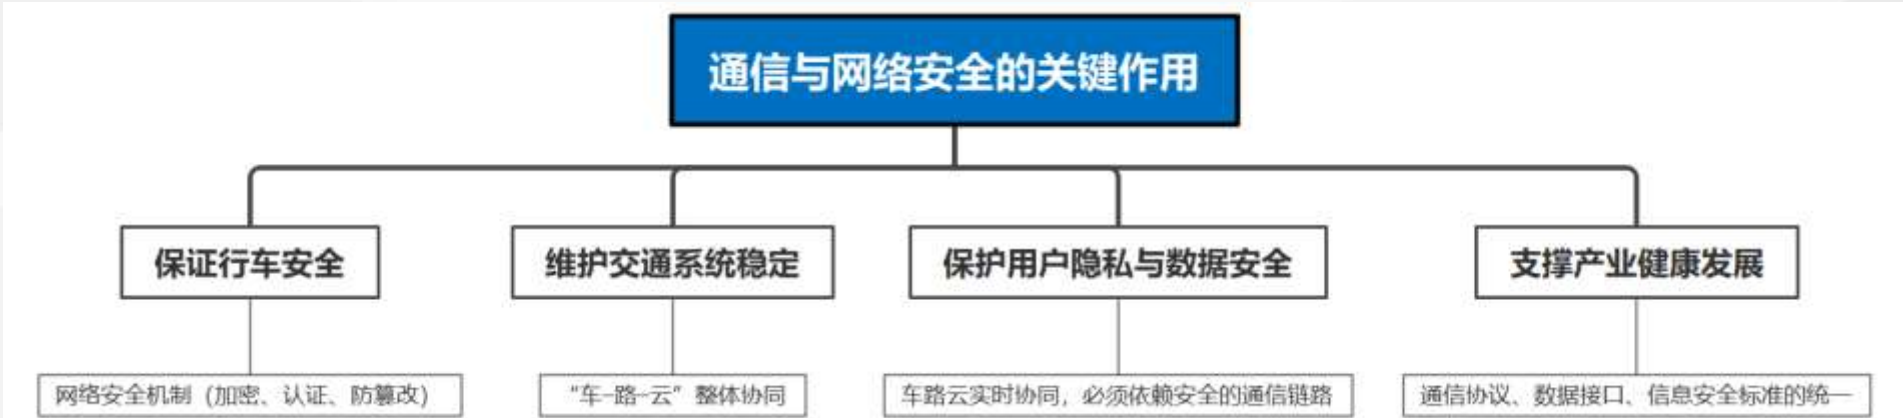 通信与网络安全的关键作用
保证行车安全
维护交通系统稳定
保护用户隐私与数据安全
支撑产业健康发展
网络安全机制（加密、认证、防篡改）
“车–路–云”整体协同
车路云实时协同，必须依赖安全的通信链路
通信协议、数据接口、信息安全标准的统一